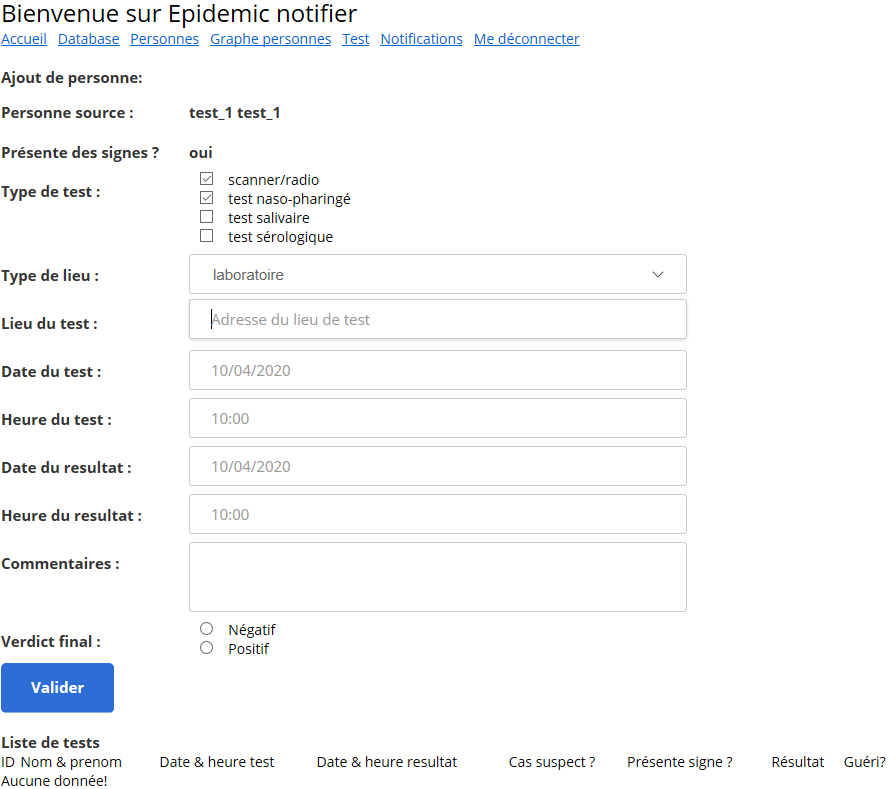 Bienvenue sur Epidemic notifier
Accueil Database Personnes Graphe personnes Test Notifications Me déconnecter
Ajout de personne:
Personne source : test_1 test_1
Présente des signes ? oui
Type de test :
scanner/radio
test naso-pharingé
test salivaire
test sérologique
Type de lieu : laboratoire
Lieu du test : Adresse du lieu de test
Date du test : 10/04/2020
Heure du test : 10:00
Date du resultat : 10/04/2020
Heure du resultat : 10:00
Commentaires :
Verdict final :
Négatif
Positif
Valider
Liste de tests
ID Nom & prenom Date & heure test Date & heure resultat Cas suspect ? Présente signe ? Résultat Guéri?
Aucune donnée!